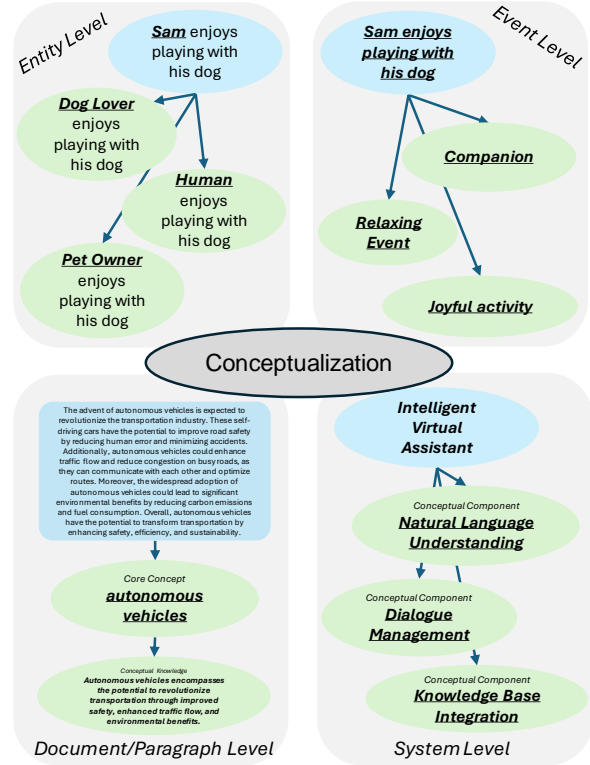 Entity Level
Sam enjoys
playing with
his dog
Dog Lover
enjoys
playing with
his dog
Human
enjoys
playing with
his dog
Pet Owner
enjoys
playing with
his dog
Event Level
Sam enjoys
playing with
his dog
Companion
Relaxing
Event
Joyful activity
Conceptualization
The advent of autonomous vehicles is expected to
revolutionize the transportation industry. These self-
driving cars have the potential to improve road safety
by reducing human error and minimizing accidents.
Additionally, autonomous vehicles could enhance
traffic flow and reduce congestion on busy roads, as
they can communicate with each other and optimize
routes. Moreover, the widespread adoption of
autonomous vehicles could lead to significant
environmental benefits by reducing carbon emissions
and fuel consumption. Overall, autonomous vehicles
have the potential to transform transportation by
enhancing safety, efficiency, and sustainability.
Core Concept
autonomous
vehicles
Conceptual Knowledge
Autonomous vehicles encompasses
the potential to revolutionize
transportation through improved
safety, enhanced traffic flow, and
environmental benefits.
Document/Paragraph Level
Intelligent
Virtual
Assistant
Conceptual Component
Natural Language
Understanding
Conceptual Component
Dialogue
Management
Conceptual Component
Knowledge Base
Integration
System Level